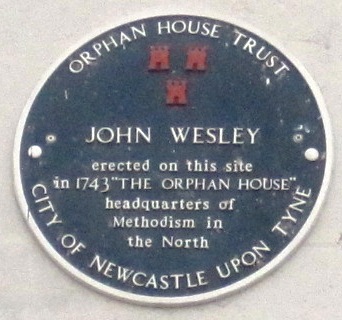 ORPHAN HOUSE TRUST
JOHN WESLEY
erected on this site
in 1743 "THE ORPHAN HOUSE"
headquarters of
Methodism in
the North
CITY OF NEWCASTLE UPON TYNE